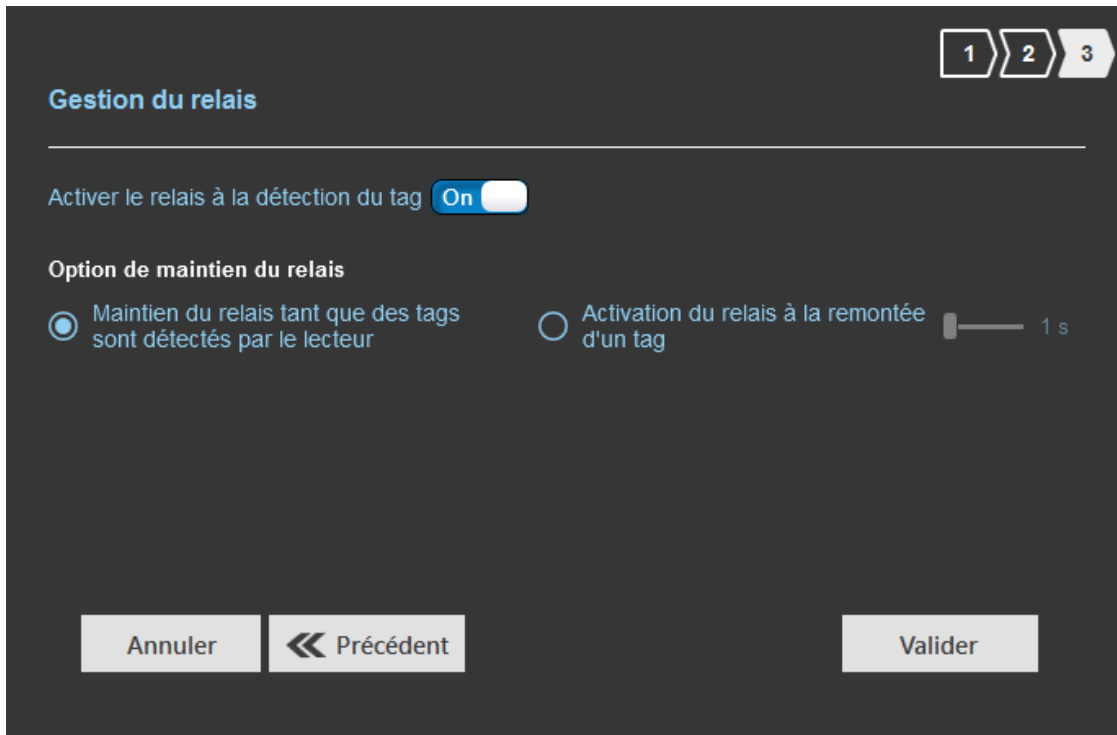 1 2 3
Gestion du relais
Activer le relais à la détection du tag On
Option de maintien du relais
Maintien du relais tant que des tags
sont détectés par le lecteur
Activation du relais à la remontée
d'un tag
1 s
Annuler
Précédent
Valider